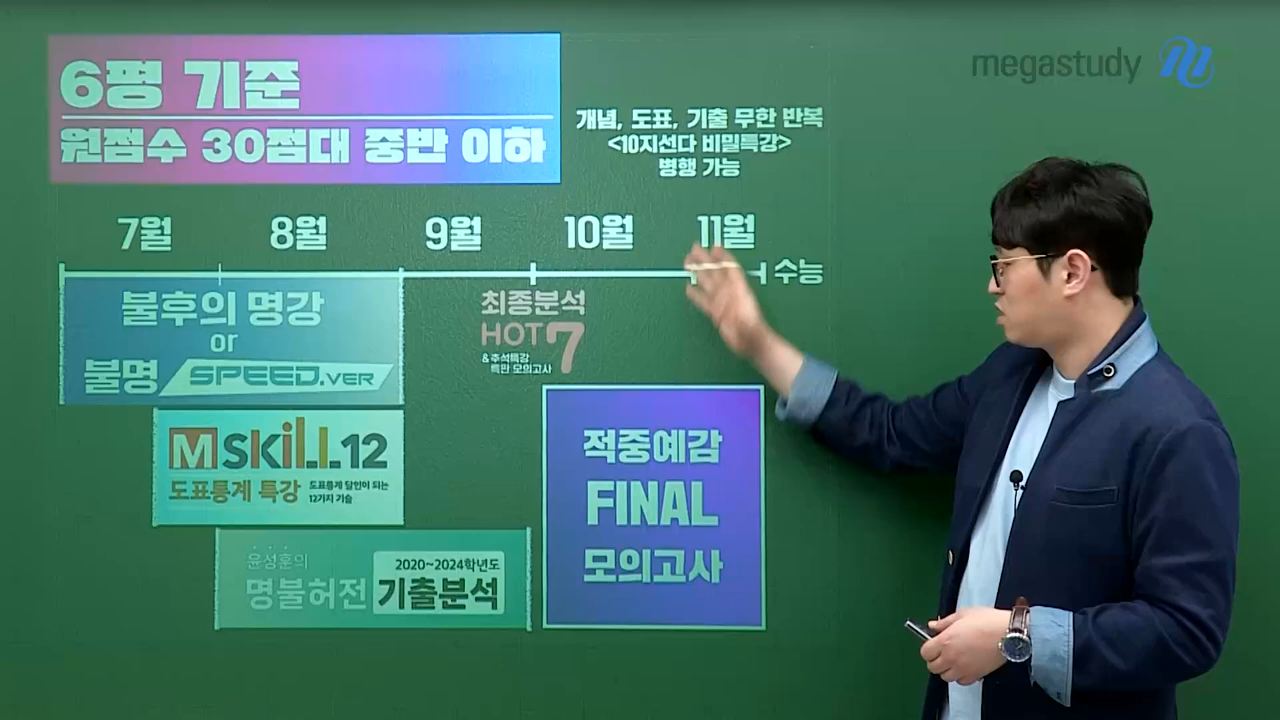 megastudy
6평 기준
원점수 30점대 중반 이하
개념, 도표, 기출 무한 반복
<10지선다 비밀특강>
병행 가능
7월 8월 9월 10월 11월
수능
불후의 명강
or
불명 SPEED.VER
최종분석
HOT 7
&추석특강
특판 모의고사
M SKILL 12
도표통계 특강
도표통계 달인이 되는
12가지 기술
윤성훈의
명불허전
2020~2024학년도
기출분석
적중예감
FINAL
모의고사